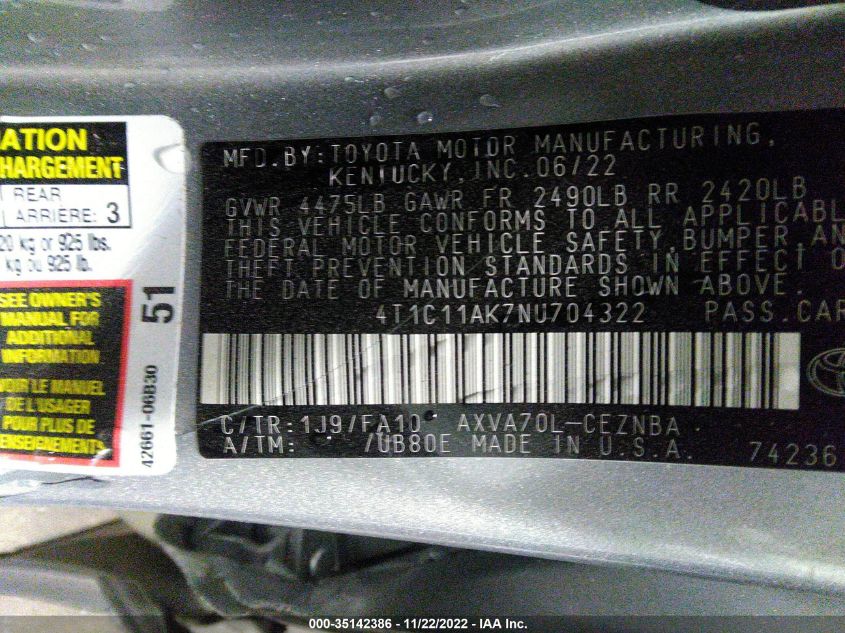 ATION
HARGEMENT
REAR
ARRIERE: 3
20 kg or 925 lbs.
kg ou 925 lb.
SEE OWNER'S
MANUAL FOR
ADDITIONAL
INFORMATION
VOIR LE MANUEL
DE L'USAGER
POUR PLUS DE
RENSEIGNEMENTS
51
42661-06B30
MFD.BY:TOYOTA MOTOR MANUFACTURING,
KENTUCKY,INC.06/22
GVWR 4475LB GAWR FR 2490LB RR 2420LB
THIS VEHICLE CONFORMS TO ALL APPLICABL
FEDERAL MOTOR VEHICLE SAFETY,BUMPER,AN
THEFT PREVENTION STANDARDS IN EFFECT O
THE DATE OF MANUFACTURE SHOWN ABOVE.
4T1C11AK7NU704322 PASS.CAR
C/TR:1J9/FA10 AXVA70L-CEZNBA
A/TM: /UB80E MADE IN U.S.A. 74236
000-35142386 - 11/22/2022 - IAA Inc.